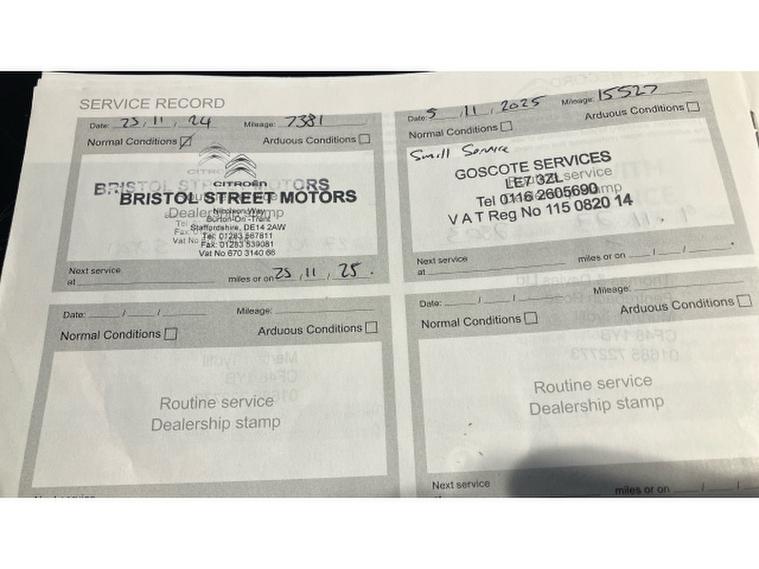 SERVICE RECORD
Date: 25, 11, 24 Mileage: 7381
Normal Conditions Arduous Conditions
CITROËN
BRISTOL STREET MOTORS
Nicolson Way
Burton-On-Trent
Staffordshire, DE14 2AW
Tel: 01283 567811
Fax: 01283 539081
Vat No 670 3140 66
Next service
at miles or on 25, 11, 25.
Date: 5, 11, 2025 Mileage: 15527
Normal Conditions Arduous Conditions
Small Service
GOSCOTE SERVICES
LE7 3ZL
Tel 0116 2605690
V A T Reg No 115 0820 14
Next service
at miles or on
Date: / / Mileage:
Normal Conditions Arduous Conditions
Routine service
Dealership stamp
Date: / / Mileage:
Normal Conditions Arduous Conditions
Routine service
Dealership stamp
Next service
at miles or on / /